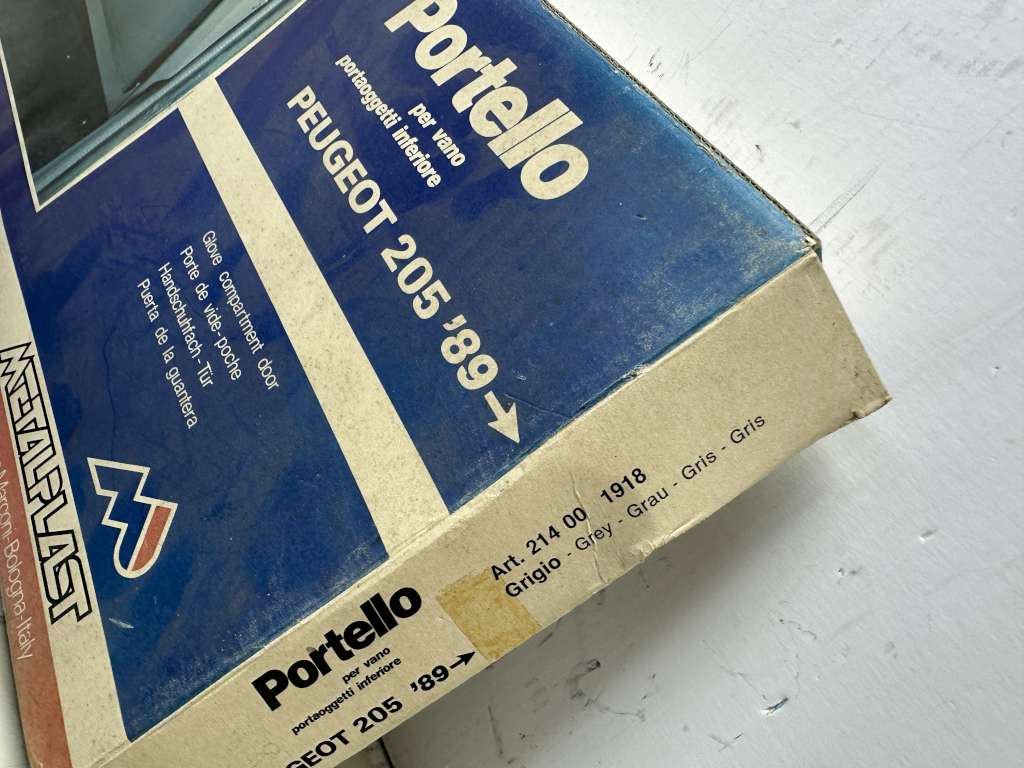 Portello
per vano
portaoggetti inferiore
PEUGEOT 205 '89→
Glove compartment door
Porte de vide-poche
Handschuhfach-Tür
Puerta de la guantera
METALPLAST
Marconi-Bologna-Italy
Art. 214 00 1918
Grigio - Grey - Grau - Gris - Gris
Portello
per vano
portaoggetti inferiore
GEOT 205 '89→